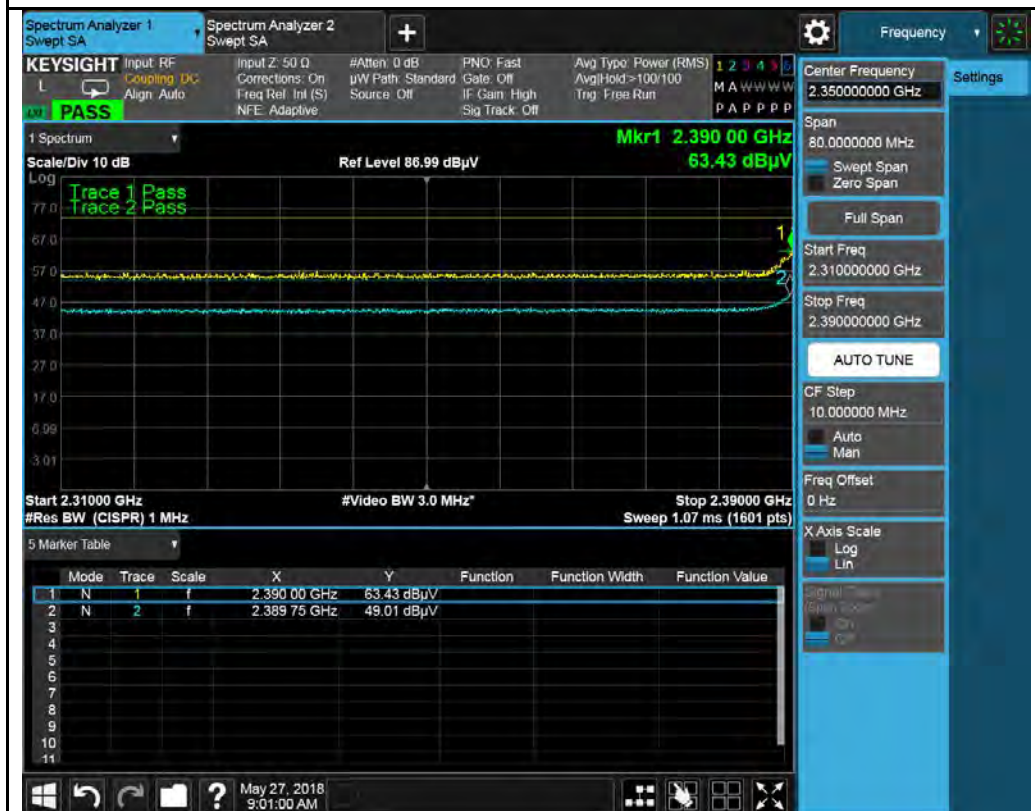 Spectrum Analyzer 1
Swept SA
Spectrum Analyzer 2
Swept SA
+
Frequency
KEYSIGHT
L
PASS
Input: RF
Coupling: DC
Align: Auto
Input Z: 50 Ω
Corrections: On
Freq Ref: Int (S)
NFE: Adaptive
#Atten: 0 dB
µW Path: Standard
Source: Off
PNO: Fast
Gate: Off
IF Gain: High
Sig Track: Off
Avg Type: Power (RMS)
Avg|Hold:>100/100
Trig: Free Run
1 2 3 4 5 6
M A W W W W
P A P P P P
Center Frequency
2.350000000 GHz
Settings
1 Spectrum
Mkr1 2.390 00 GHz
Scale/Div 10 dB
Ref Level 86.99 dBµV
63.43 dBµV
Log
Trace 1 Pass
Trace 2 Pass
77.0
67.0
57.0
47.0
37.0
27.0
17.0
6.99
-3.01
1
2
Start 2.31000 GHz
#Video BW 3.0 MHz*
Stop 2.39000 GHz
#Res BW (CISPR) 1 MHz
Sweep 1.07 ms (1601 pts)
Span
80.0000000 MHz
Swept Span
Zero Span
Full Span
Start Freq
2.310000000 GHz
Stop Freq
2.390000000 GHz
AUTO TUNE
CF Step
10.000000 MHz
Auto
Man
Freq Offset
0 Hz
X Axis Scale
Log
Lin
5 Marker Table
Mode Trace Scale X Y Function Function Width Function Value
1 N 1 f 2.390 00 GHz 63.43 dBµV
2 N 2 f 2.389 75 GHz 49.01 dBµV
3
4
5
6
7
8
9
10
11
?
May 27, 2018
9:01:00 AM